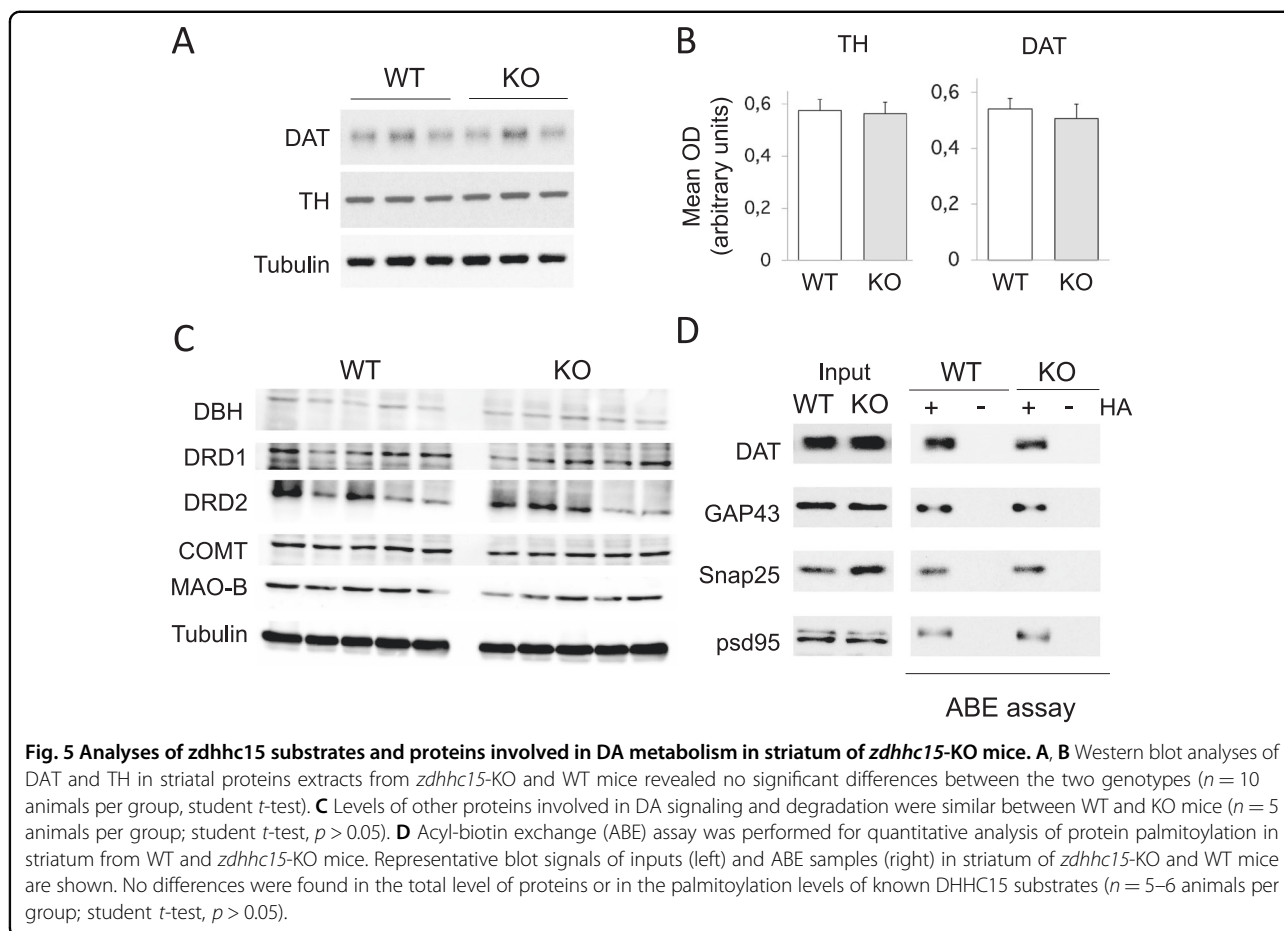 A
WT KO
DAT
TH
Tubulin
B
TH DAT
Mean OD
(arbitrary units)
0,6 0,6
0,4 0,4
0,2 0,2
0 0
WT KO WT KO
C
WT KO
DBH
DRD1
DRD2
COMT
MAO-B
Tubulin
D
Input WT KO
WT KO + - + - HA
DAT
GAP43
Snap25
psd95
ABE assay
Fig. 5 Analyses of zdhhc15 substrates and proteins involved in DA metabolism in striatum of zdhhc15-KO mice. A, B Western blot analyses of
DAT and TH in striatal proteins extracts from zdhhc15-KO and WT mice revealed no significant differences between the two genotypes (n = 10
animals per group, student t-test). C Levels of other proteins involved in DA signaling and degradation were similar between WT and KO mice (n = 5
animals per group; student t-test, p > 0.05). D Acyl-biotin exchange (ABE) assay was performed for quantitative analysis of protein palmitoylation in
striatum from WT and zdhhc15-KO mice. Representative blot signals of inputs (left) and ABE samples (right) in striatum of zdhhc15-KO and WT mice
are shown. No differences were found in the total level of proteins or in the palmitoylation levels of known DHHC15 substrates (n = 5–6 animals per
group; student t-test, p > 0.05).